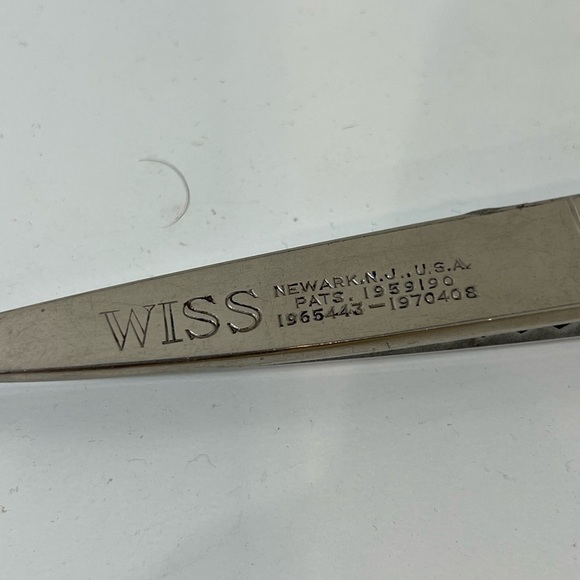 WISS
NEWARK.N.J., U.S.A.
PATS. 1959190
1965443-1970408